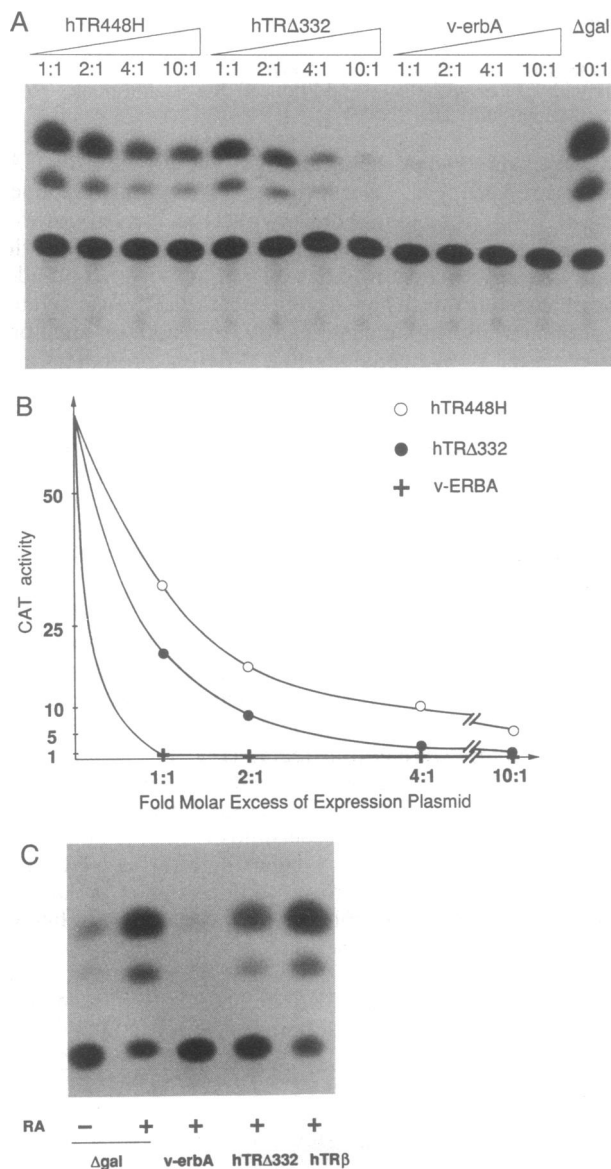 A
hTR448H hTRΔ332 v-erbA Δgal
1:1 2:1 4:1 10:1 1:1 2:1 4:1 10:1 1:1 2:1 4:1 10:1 10:1
B
○ hTR448H
● hTRΔ332
+ v-ERBA
CAT activity
50
25
10
5
1
1:1 2:1 4:1 10:1
Fold Molar Excess of Expression Plasmid
C
RA − + + + +
Δgal v-erbA hTRΔ332 hTRβ